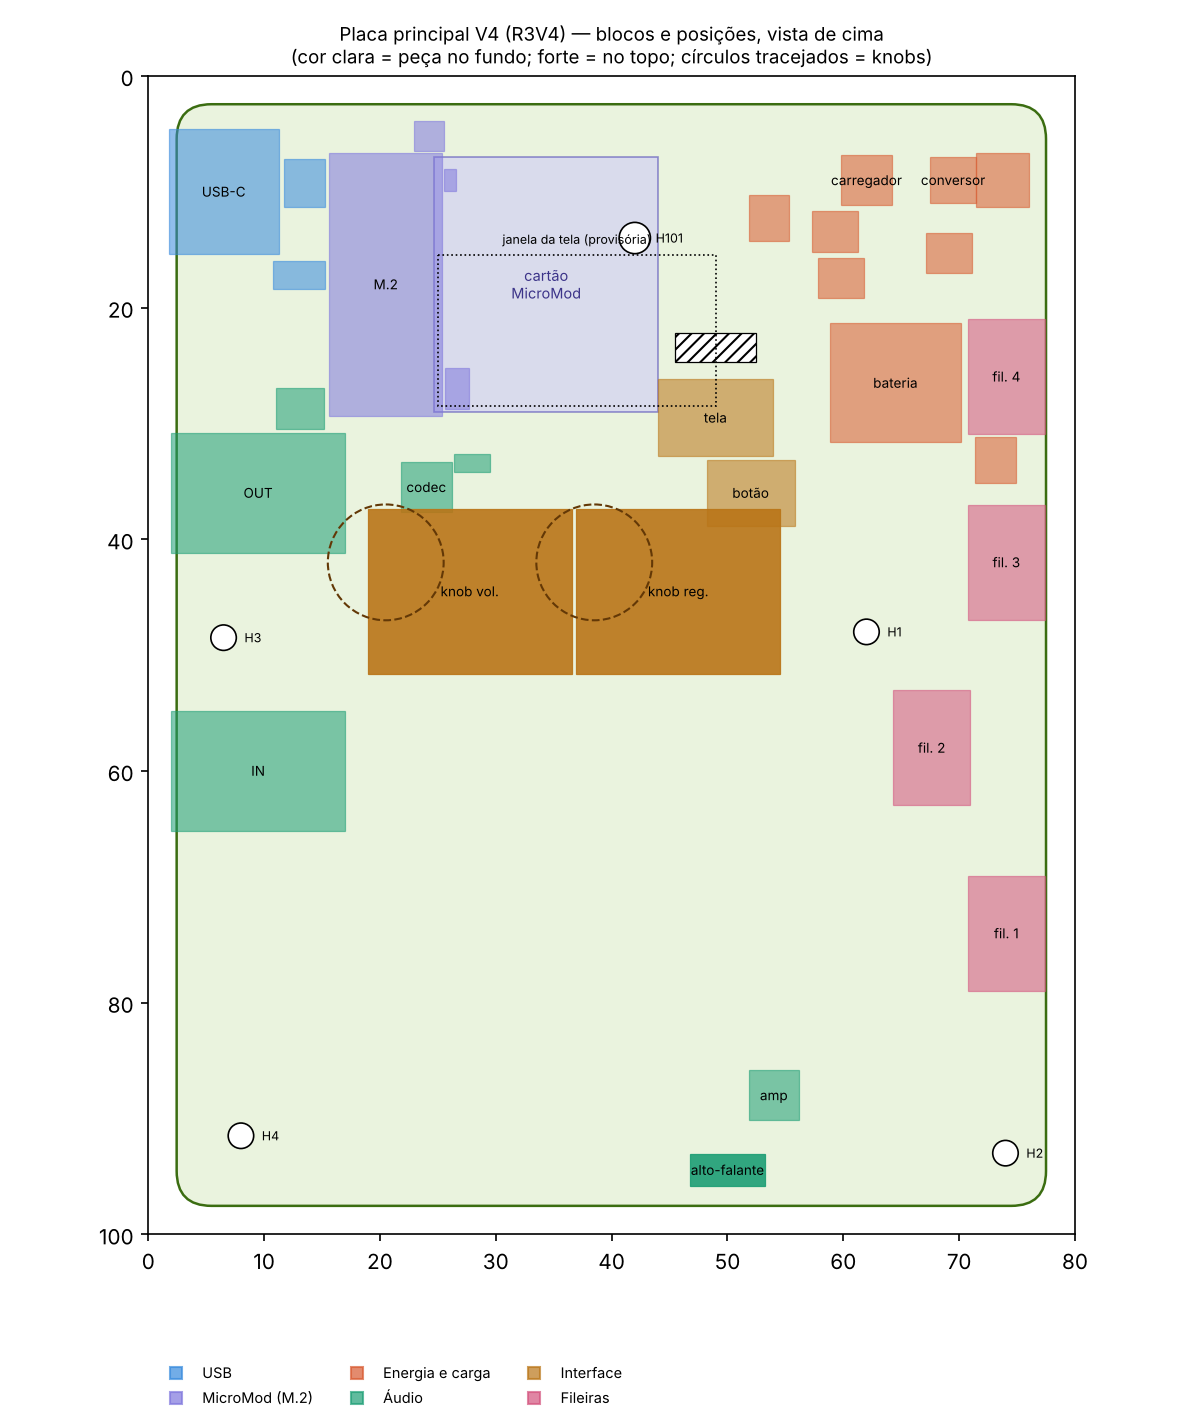 Placa principal V4 (R3V4) — blocos e posições, vista de cima
(cor clara = peça no fundo; forte = no topo; círculos tracejados = knobs)
0
20
40
60
80
100
USB-C
carregador
conversor
janela da tela (provisória)
H101
cartão
MicroMod
M.2
fil. 4
bateria
tela
OUT
codec
botão
fil. 3
knob vol.
knob reg.
H3
H1
fil. 2
IN
fil. 1
amp
H4
H2
alto-falante
0
10
20
30
40
50
60
70
80
USB
Energia e carga
Interface
MicroMod (M.2)
Áudio
Fileiras